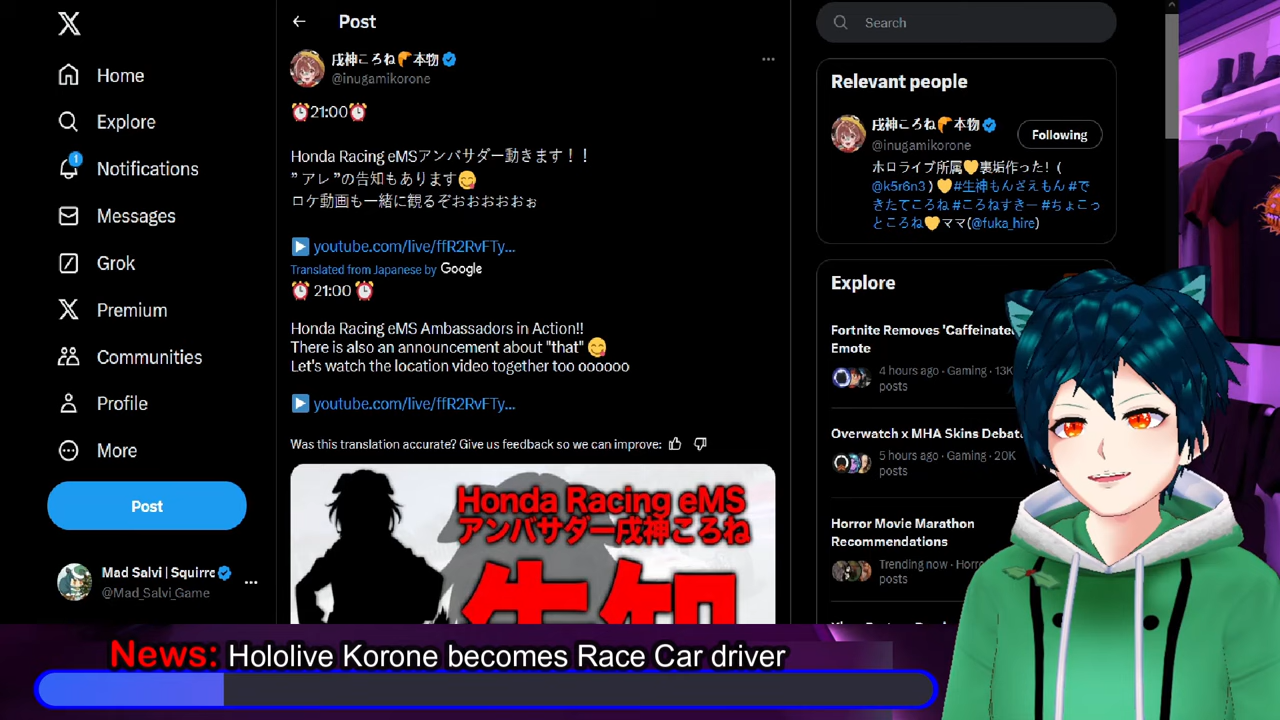 Home
Explore
1
Notifications
Messages
Grok
Premium
Communities
Profile
More
Post
Mad Salvi | Squirre
@Mad_Salvi_Game
Post
戌神ころね🥐本物
@inugamikorone
⏰21:00⏰
Honda Racing eMSアンバサダー動きます！！
” アレ ”の告知もあります😋
ロケ動画も一緒に観るぞおおおおおぉ
▶️ youtube.com/live/ffR2RvFTy...
Translated from Japanese by Google
⏰ 21:00 ⏰
Honda Racing eMS Ambassadors in Action!!
There is also an announcement about "that" 😋
Let's watch the location video together too oooooo
▶️ youtube.com/live/ffR2RvFTy...
Was this translation accurate? Give us feedback so we can improve:
Honda Racing eMS
アンバサダー戌神ころね
Search
Relevant people
戌神ころね🥐本物
@inugamikorone
Following
ホロライブ所属💛裏垢作った! (
@k5r6n3 ) 💛#生神もんざえもん #で
きたてころね #ころねすきー #ちょこっ
ところね💛ママ(@fuka_hire)
Explore
Fortnite Removes 'Caffeinate
Emote
4 hours ago · Gaming · 13K
posts
Overwatch x MHA Skins Debat
5 hours ago · Gaming · 20K
posts
Horror Movie Marathon
Recommendations
Trending now · Horr
posts
News: Hololive Korone becomes Race Car driver